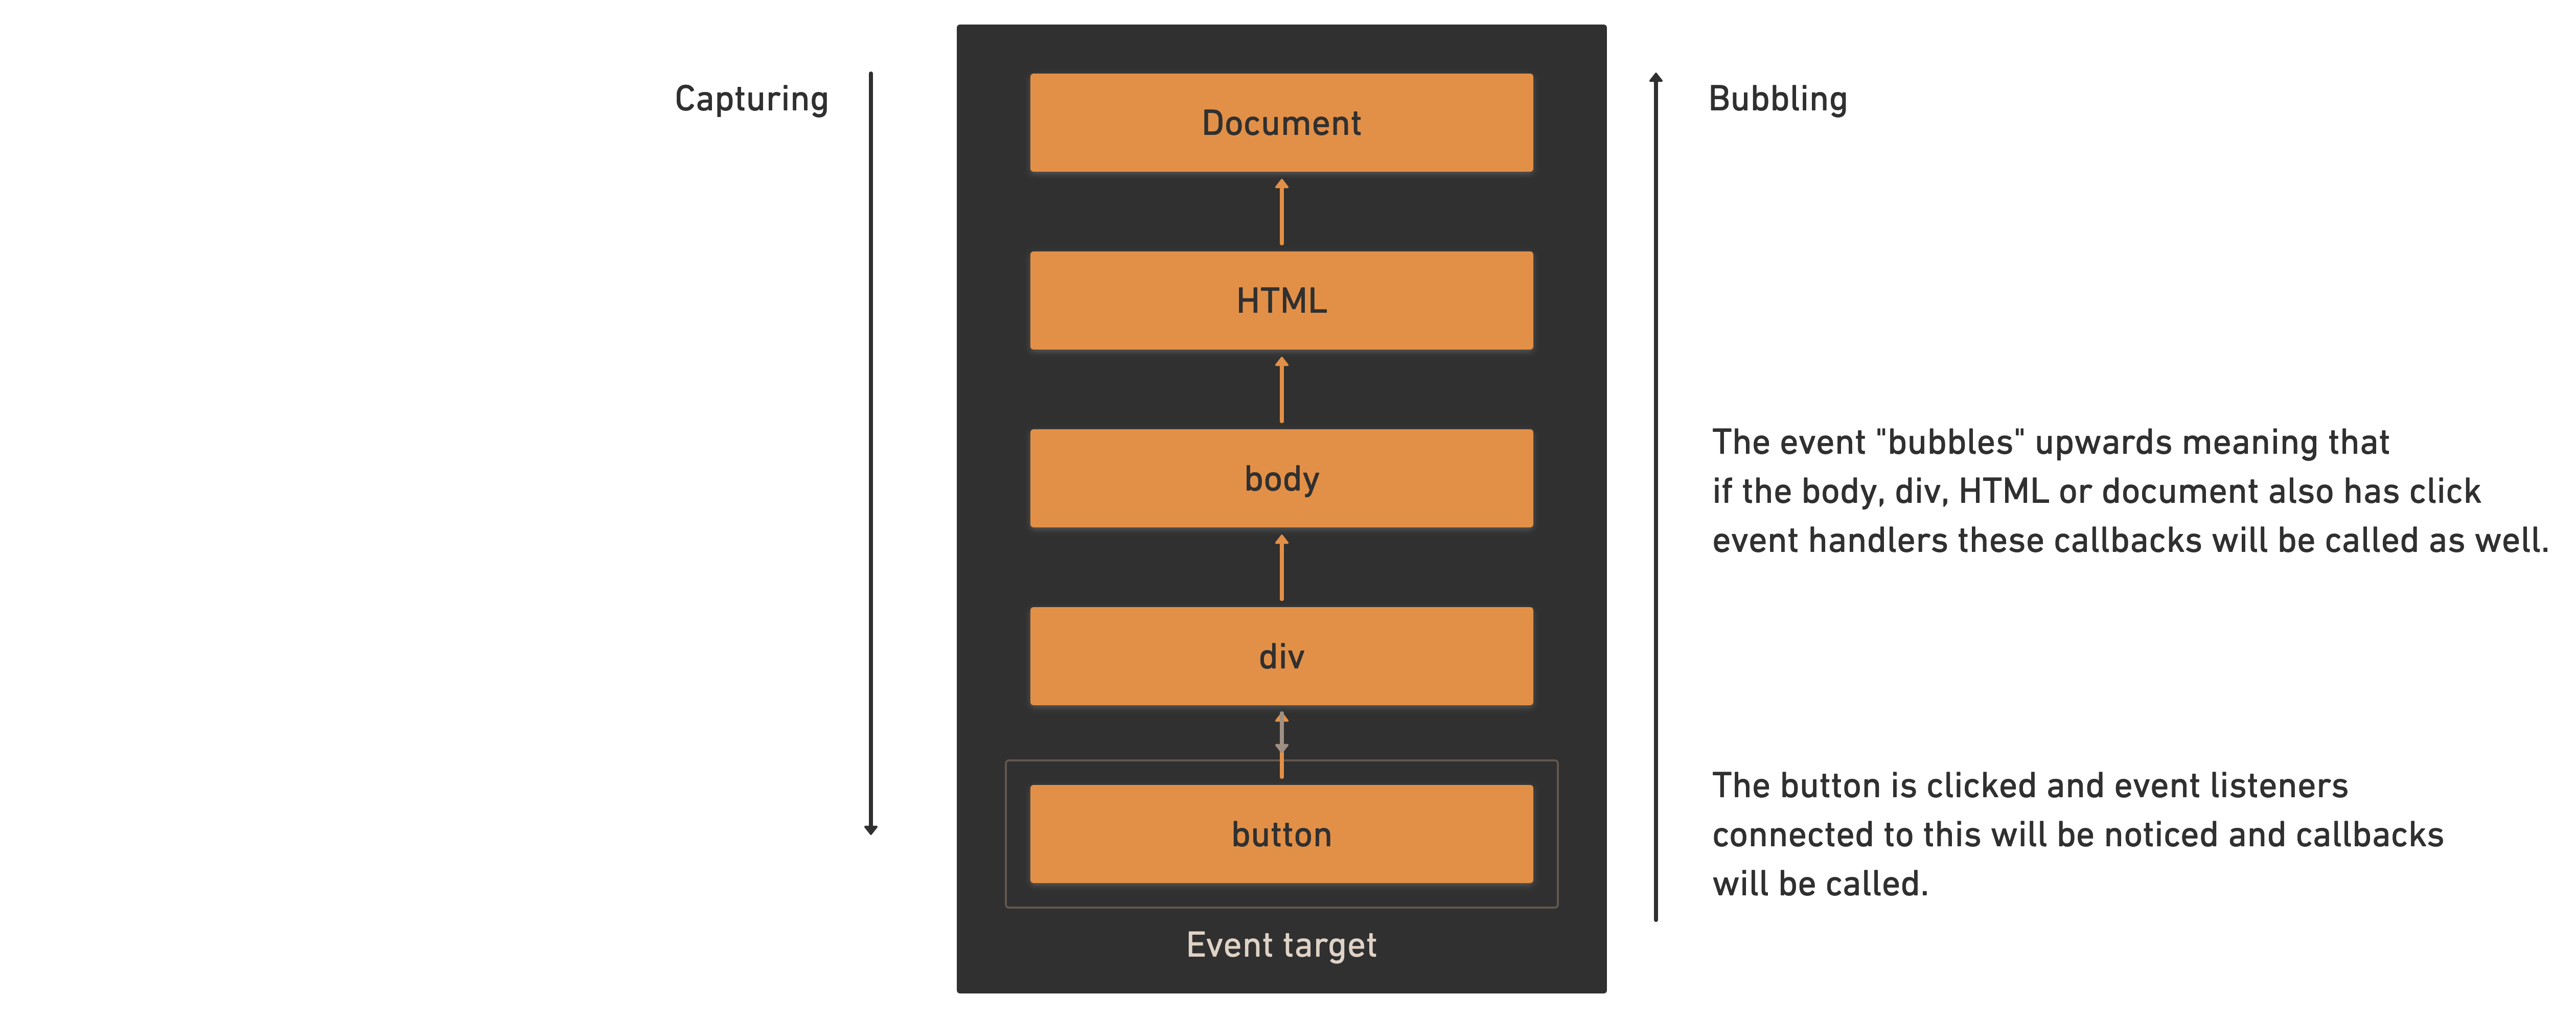 Capturing
Bubbling
Document
HTML
body
The event "bubbles" upwards meaning that
if the body, div, HTML or document also has click
event handlers these callbacks will be called as well.
div
button
The button is clicked and event listeners
connected to this will be noticed and callbacks
will be called.
Event target